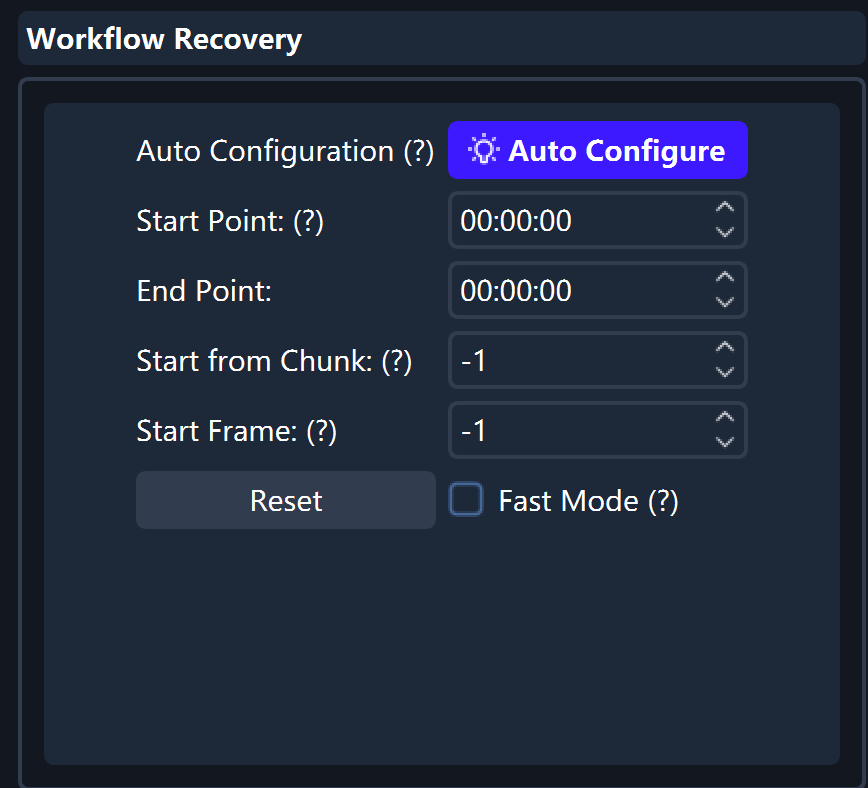 Workflow Recovery
Auto Configuration (?) Auto Configure
Start Point: (?) 00:00:00
End Point: 00:00:00
Start from Chunk: (?) -1
Start Frame: (?) -1
Reset Fast Mode (?)